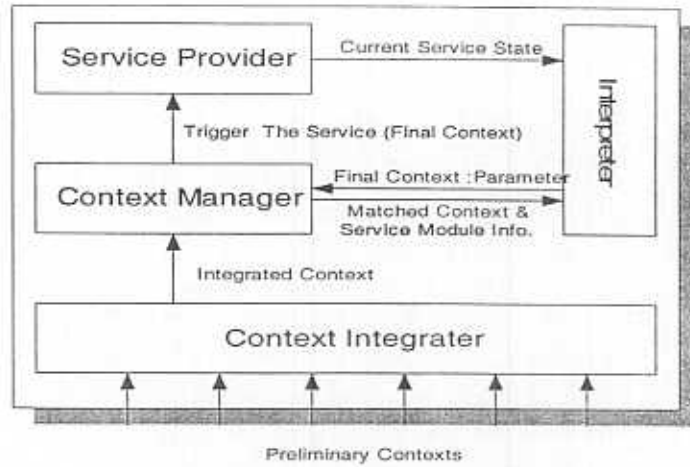 Service Provider
Current Service State
Interpreter
Trigger The Service (Final Context)
Context Manager
Final Context :Parameter
Matched Context &
Service Module Info.
Integrated Context
Context Integrater
Preliminary Contexts